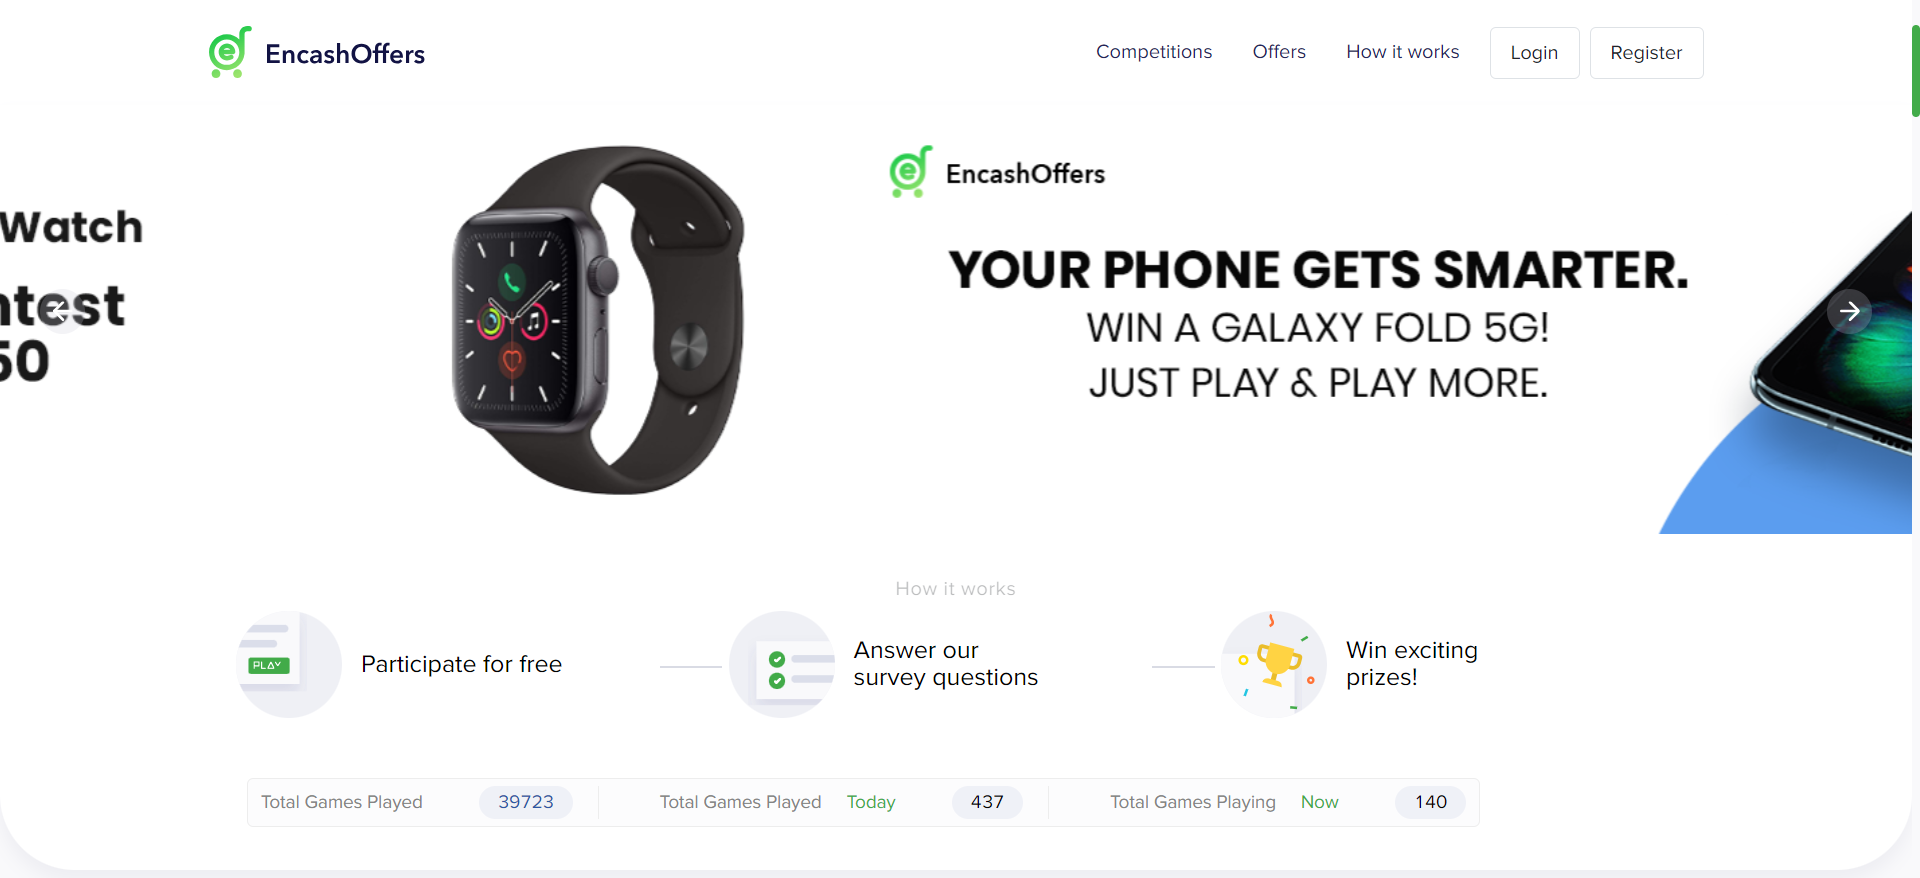 EncashOffers
Competitions
Offers
How it works
Login
Register
Watch
ntest
50
EncashOffers
YOUR PHONE GETS SMARTER.
WIN A GALAXY FOLD 5G!
JUST PLAY & PLAY MORE.
How it works
PLAY
Participate for free
Answer our
survey questions
Win exciting
prizes!
Total Games Played 39723
Total Games Played Today 437
Total Games Playing Now 140